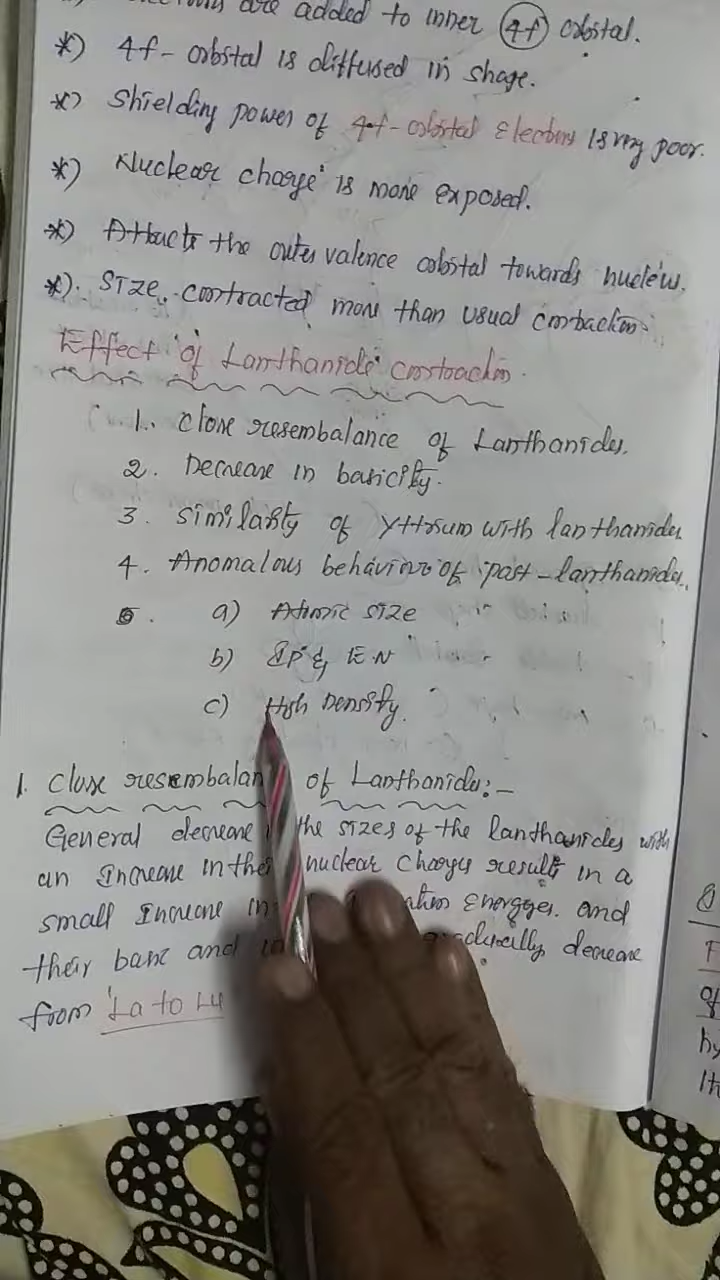 are added to inner 4f orbital.
*) 4f- orbital is diffused in shape.
*) Shielding power of 4f-orbital Electrons is very poor.
*) Nuclear charge is more exposed.
*) Attracts the outer valence orbital towards nucleus.
*). Size. contracted more than usual contraction.
Effect of Lanthanide contraction.
1. Close resembalance of Lanthanides.
2. Decrease in basicity.
3. Similarity of Yttrium with lanthanides
4. Anomalous behaviour of past-lanthanides.
5. a) Atomic size
b) IP & EN
c) High Density.
1. Close resembalan of Lanthanides:-
General decrease the sizes of the lanthanides with
an Increase in the nuclear charges results in a
small Increase in Energyes. and
their basic and gradually decrease
from La to Lu